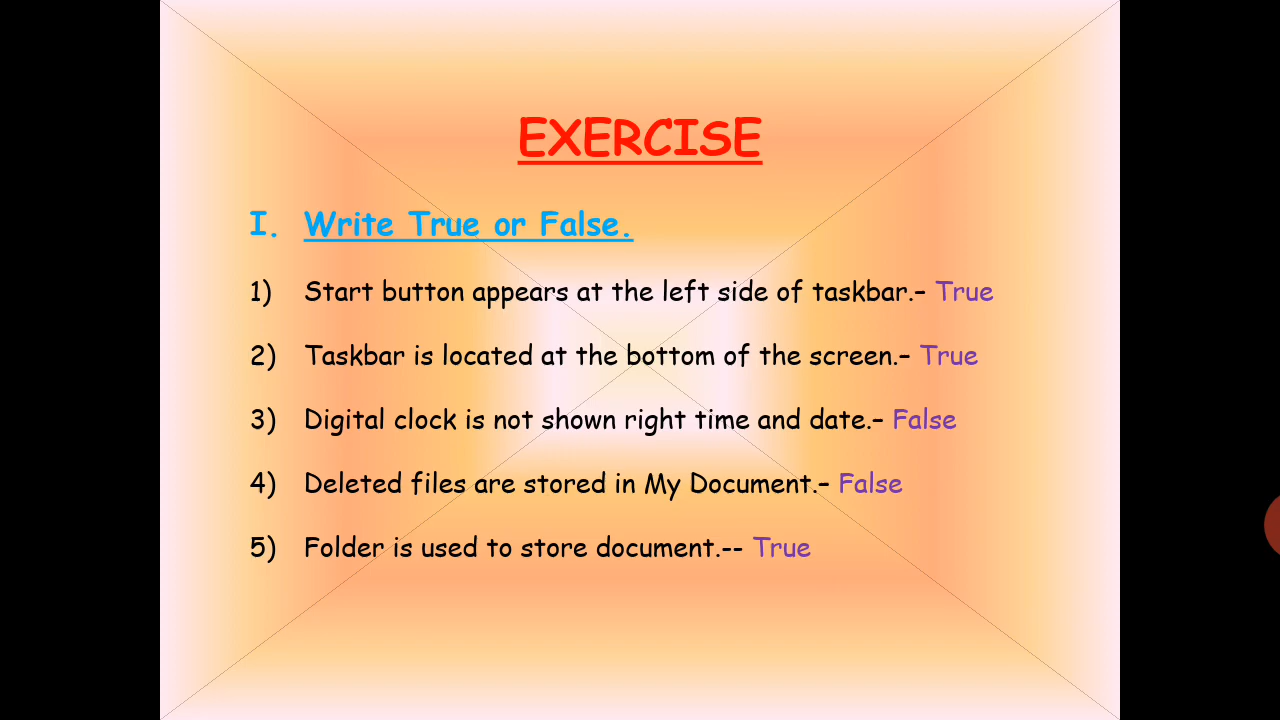 EXERCISE
I. Write True or False.
1) Start button appears at the left side of taskbar.– True
2) Taskbar is located at the bottom of the screen.– True
3) Digital clock is not shown right time and date.– False
4) Deleted files are stored in My Document.– False
5) Folder is used to store document.-- True